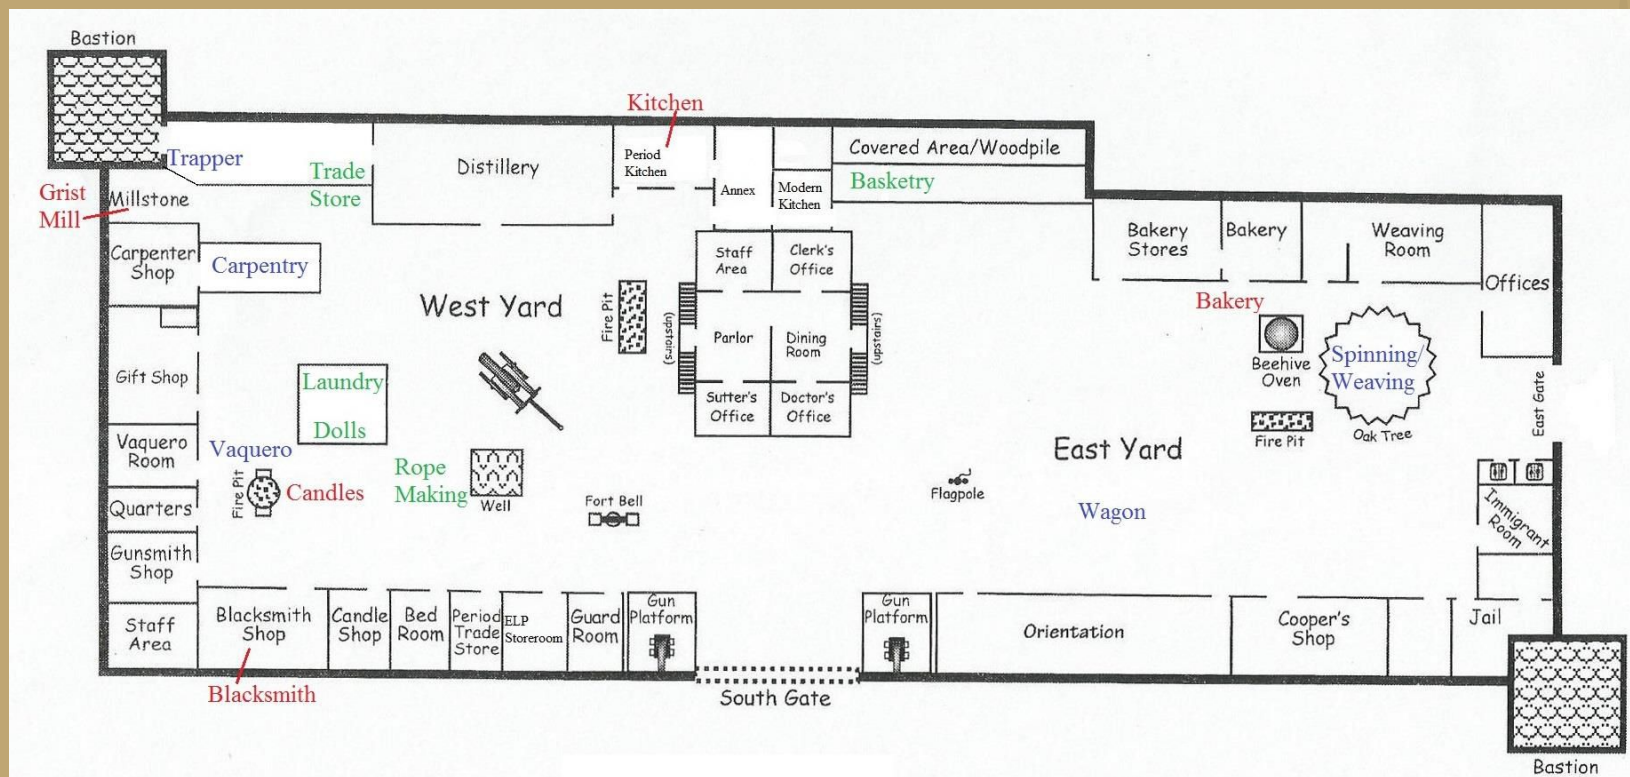 Bastion
Kitchen
Trapper
Trade
Store
Distillery
Period
Kitchen
Annex
Modern
Kitchen
Covered Area/Woodpile
Basketry
Grist
Mill
Millstone
Carpenter
Shop
Carpentry
Staff
Area
Clerk's
Office
Bakery
Stores
Bakery
Weaving
Room
Offices
Bakery
West Yard
Fire Pit
(upstairs)
Parlor
Dining
Room
(upstairs)
Sutter's
Office
Doctor's
Office
Beehive
Oven
Spinning/
Weaving
Oak Tree
Fire Pit
East Gate
Gift Shop
Laundry
Dolls
Vaquero
Room
Vaquero
Fire Pit
Candles
Rope
Making
Well
Fort Bell
East Yard
Flagpole
Wagon
Immigrant
Room
Quarters
Gunsmith
Shop
Staff
Area
Blacksmith
Shop
Candle
Shop
Bed
Room
Period
Trade
Store
ELP
Storeroom
Guard
Room
Gun
Platform
Gun
Platform
Orientation
Cooper's
Shop
Jail
Blacksmith
South Gate
Bastion